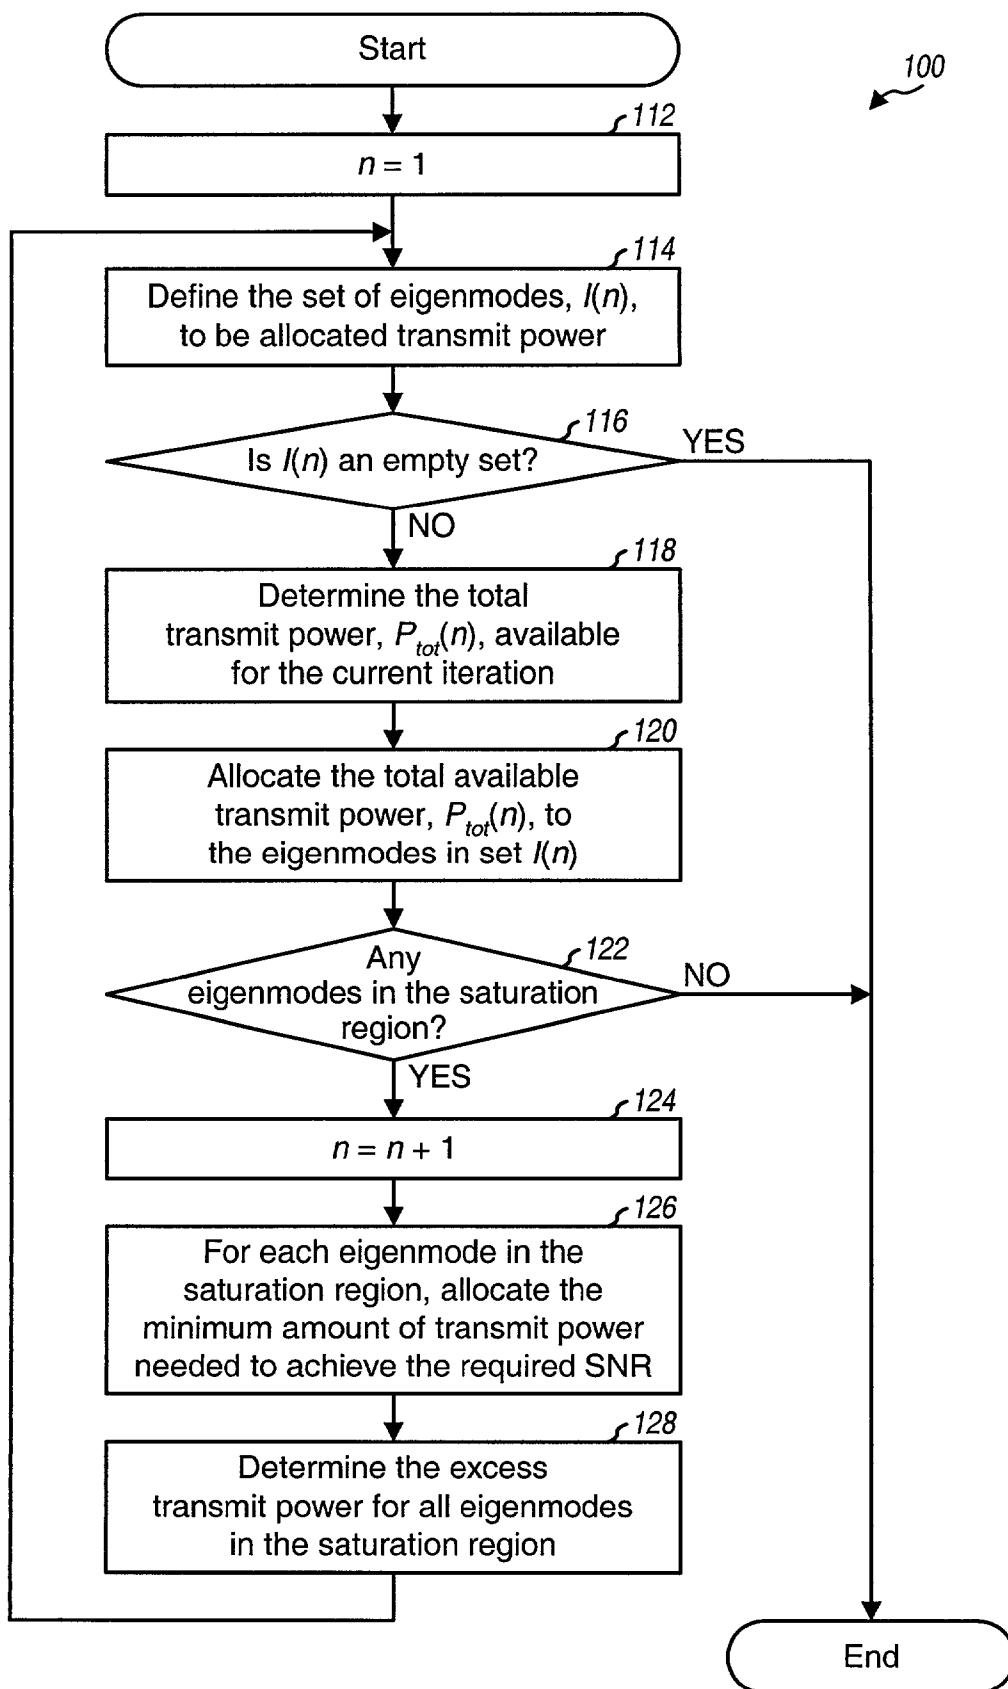 Start
100
112
n = 1
114
Define the set of eigenmodes, I(n),
to be allocated transmit power
116
Is I(n) an empty set?
YES
NO
118
Determine the total
transmit power, Ptot(n), available
for the current iteration
120
Allocate the total available
transmit power, Ptot(n), to
the eigenmodes in set I(n)
122
Any
eigenmodes in the saturation
region?
NO
YES
124
n = n + 1
126
For each eigenmode in the
saturation region, allocate the
minimum amount of transmit power
needed to achieve the required SNR
128
Determine the excess
transmit power for all eigenmodes
in the saturation region
End